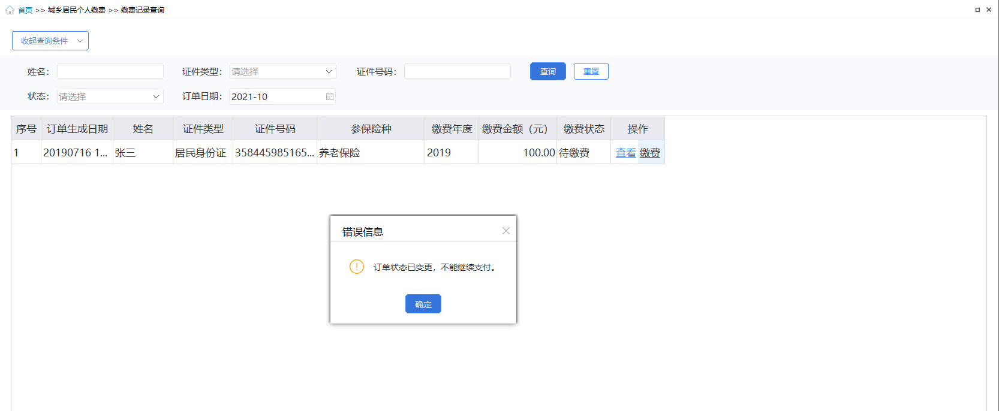 首页 >> 城乡居民个人缴费 >> 缴费记录查询
收起查询条件
姓名： 证件类型： 请选择 证件号码： 查询 重置
状态： 请选择 订单日期： 2021-10
序号 订单生成日期 姓名 证件类型 证件号码 参保险种 缴费年度 缴费金额（元） 缴费状态 操作
1 20190716 1... 张三 居民身份证 358445985165... 养老保险 2019 100.00 待缴费 查看 缴费
错误信息
订单状态已变更，不能继续支付。
确定